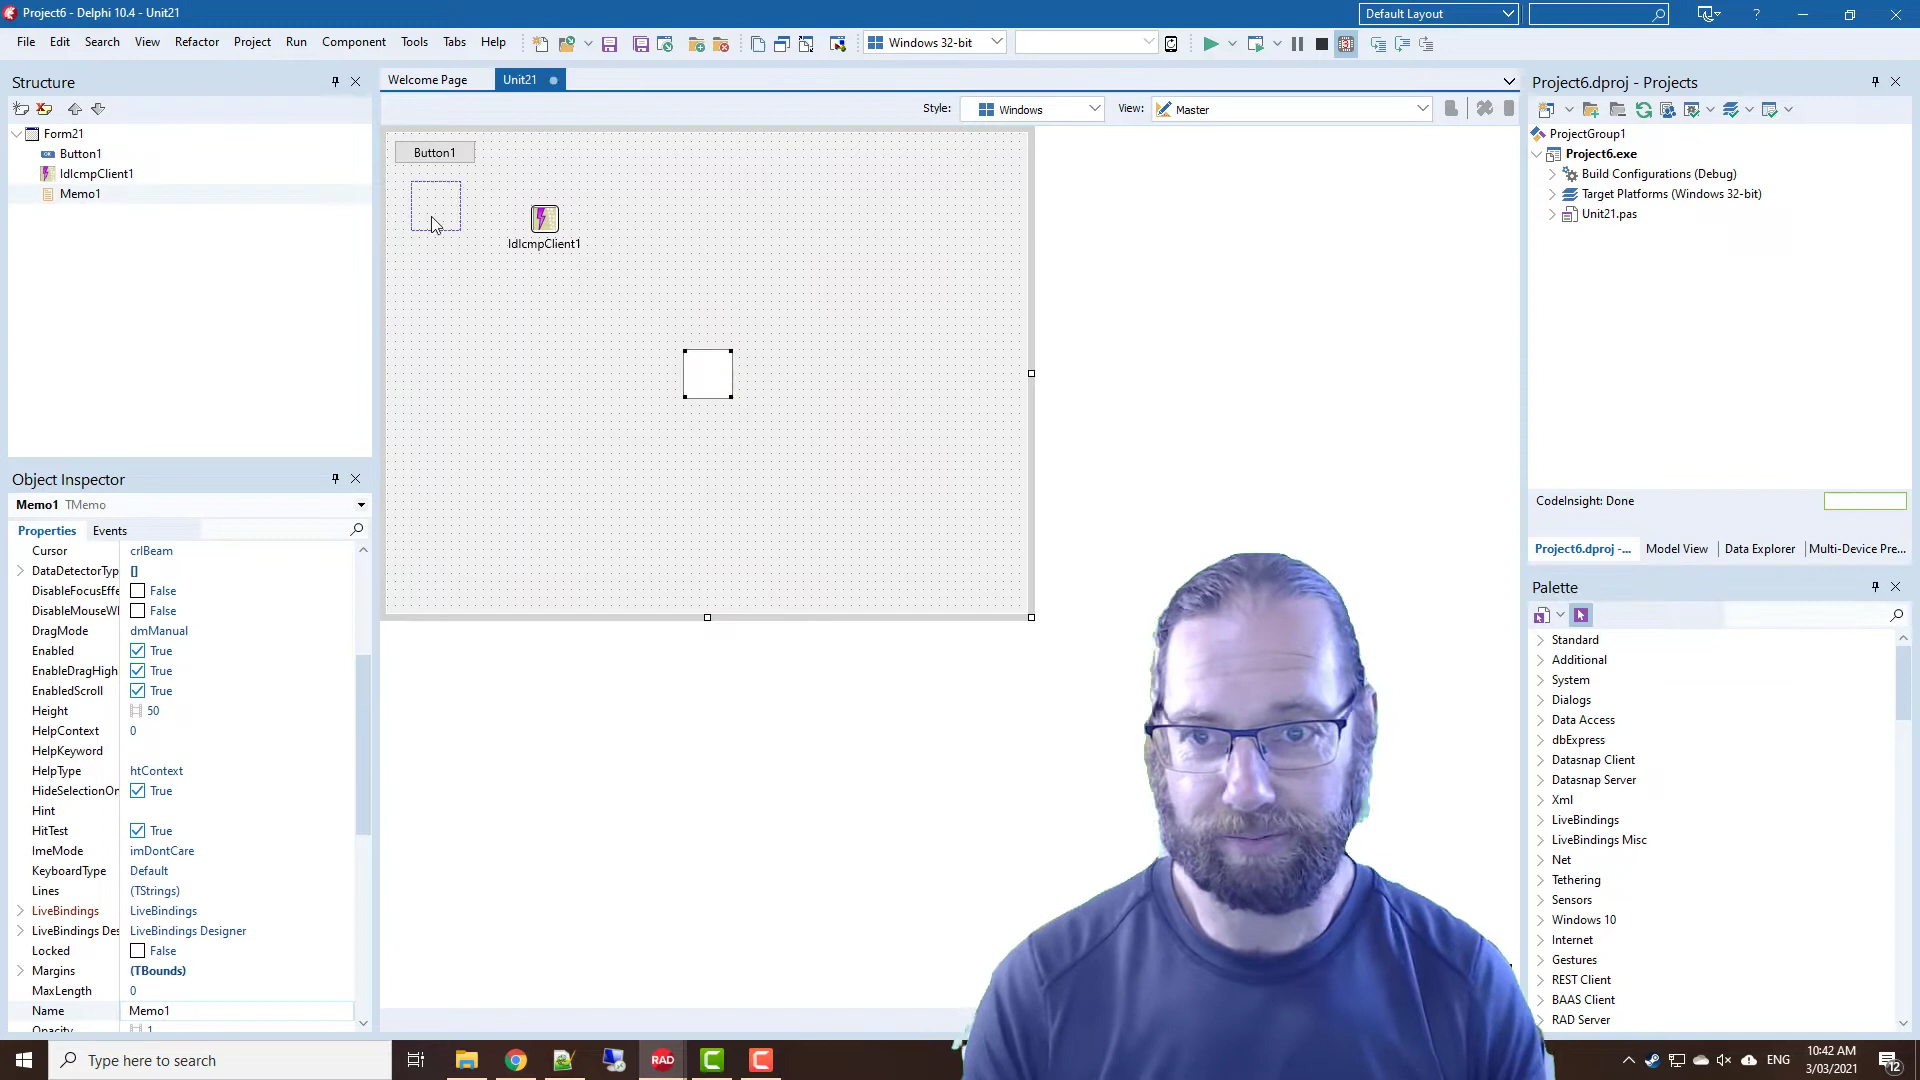 Project6 - Delphi 10.4 - Unit21
Default Layout
File Edit Search View Refactor Project Run Component Tools Tabs Help
Windows 32-bit
Structure
Form21
Button1
IdIcmpClient1
Memo1
Welcome Page
Unit21
Style:
Windows
View:
Master
Button1
IdIcmpClient1
Project6.dproj - Projects
ProjectGroup1
Project6.exe
Build Configurations (Debug)
Target Platforms (Windows 32-bit)
Unit21.pas
Object Inspector
Memo1 TMemo
Properties Events
Cursor crIBeam
DataDetectorTyp []
DisableFocusEffe False
DisableMouseWl False
DragMode dmManual
Enabled True
EnableDragHigh True
EnabledScroll True
Height 50
HelpContext 0
HelpKeyword
HelpType htContext
HideSelectionOn True
Hint
HitTest True
ImeMode imDontCare
KeyboardType Default
Lines (TStrings)
LiveBindings LiveBindings
LiveBindings Des LiveBindings Designer
Locked False
Margins (TBounds)
MaxLength 0
Name Memo1
Opacity 1
CodeInsight: Done
Project6.dproj -... Model View Data Explorer Multi-Device Pre...
Palette
Standard
Additional
System
Dialogs
Data Access
dbExpress
Datasnap Client
Datasnap Server
Xml
LiveBindings
LiveBindings Misc
Net
Tethering
Sensors
Windows 10
Internet
Gestures
REST Client
BAAS Client
RAD Server
Type here to search
RAD
ENG
10:42 AM
3/03/2021
12